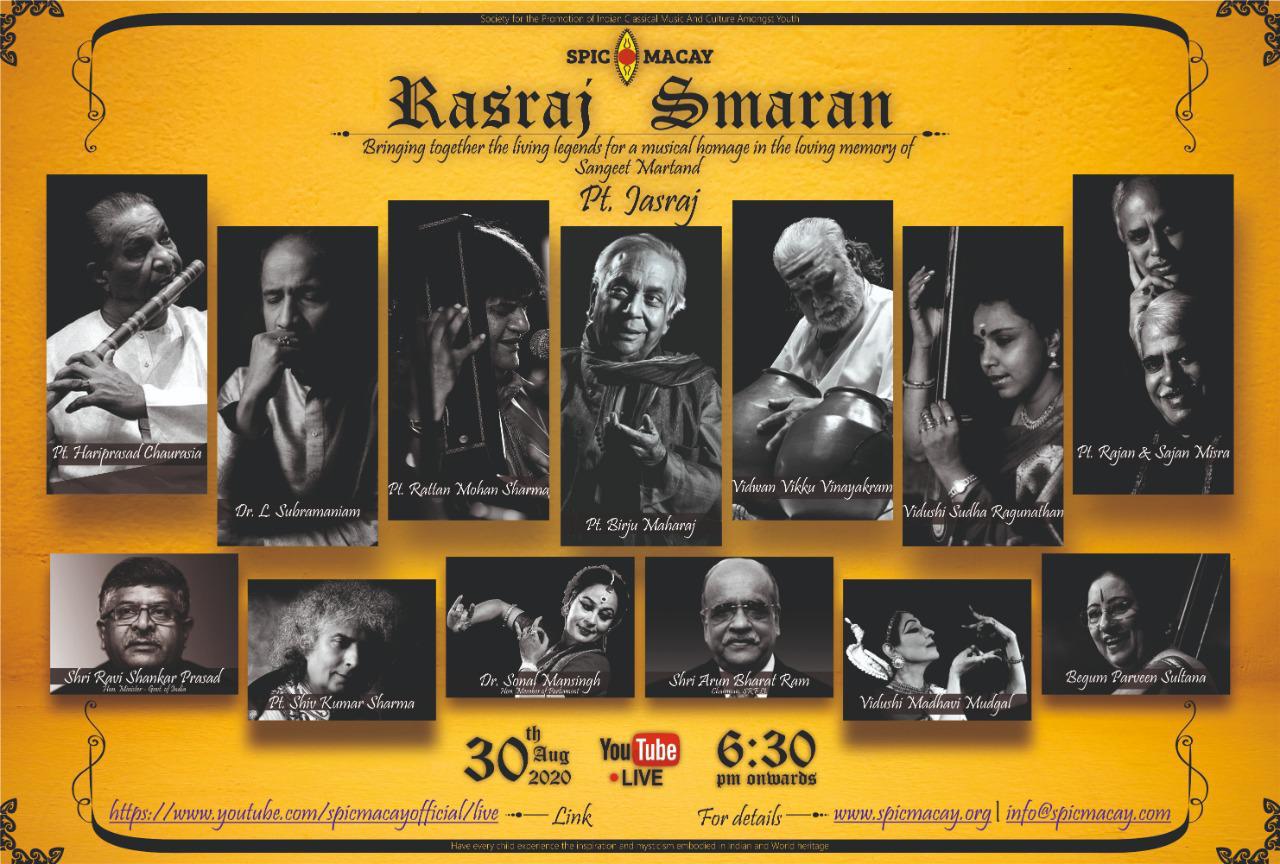 Society for the Promotion of Indian Classical Music And Culture Amongst Youth
SPIC MACAY
Rasraj Smaran
Bringing together the living legends for a musical homage in the loving memory of
Sangeet Martand
Pt. Jasraj
Pt. Hariprasad Chaurasia
Dr. L. Subramaniam
Pt. Rattan Mohan Sharma
Pt. Birju Maharaj
Vidwan Vikku Vinayakram
Vidushi Sudha Ragunathan
Pt. Rajan & Sajan Misra
Shri Ravi Shankar Prasad
Hon. Minister - Govt. of India
Pt. Shiv Kumar Sharma
Dr. Sonal Mansingh
Hon. Member of Parliament
Shri Arun Bharat Ram
Chairman, SRF Ltd.
Vidushi Madhavi Mudgal
Begum Parveen Sultana
30th Aug 2020
YouTube LIVE
6:30 pm onwards
https://www.youtube.com/spicmacayofficial/live Link
For details www.spicmacay.org | info@spicmacay.com
Have every child experience the inspiration and mysticism embodied in Indian and World heritage